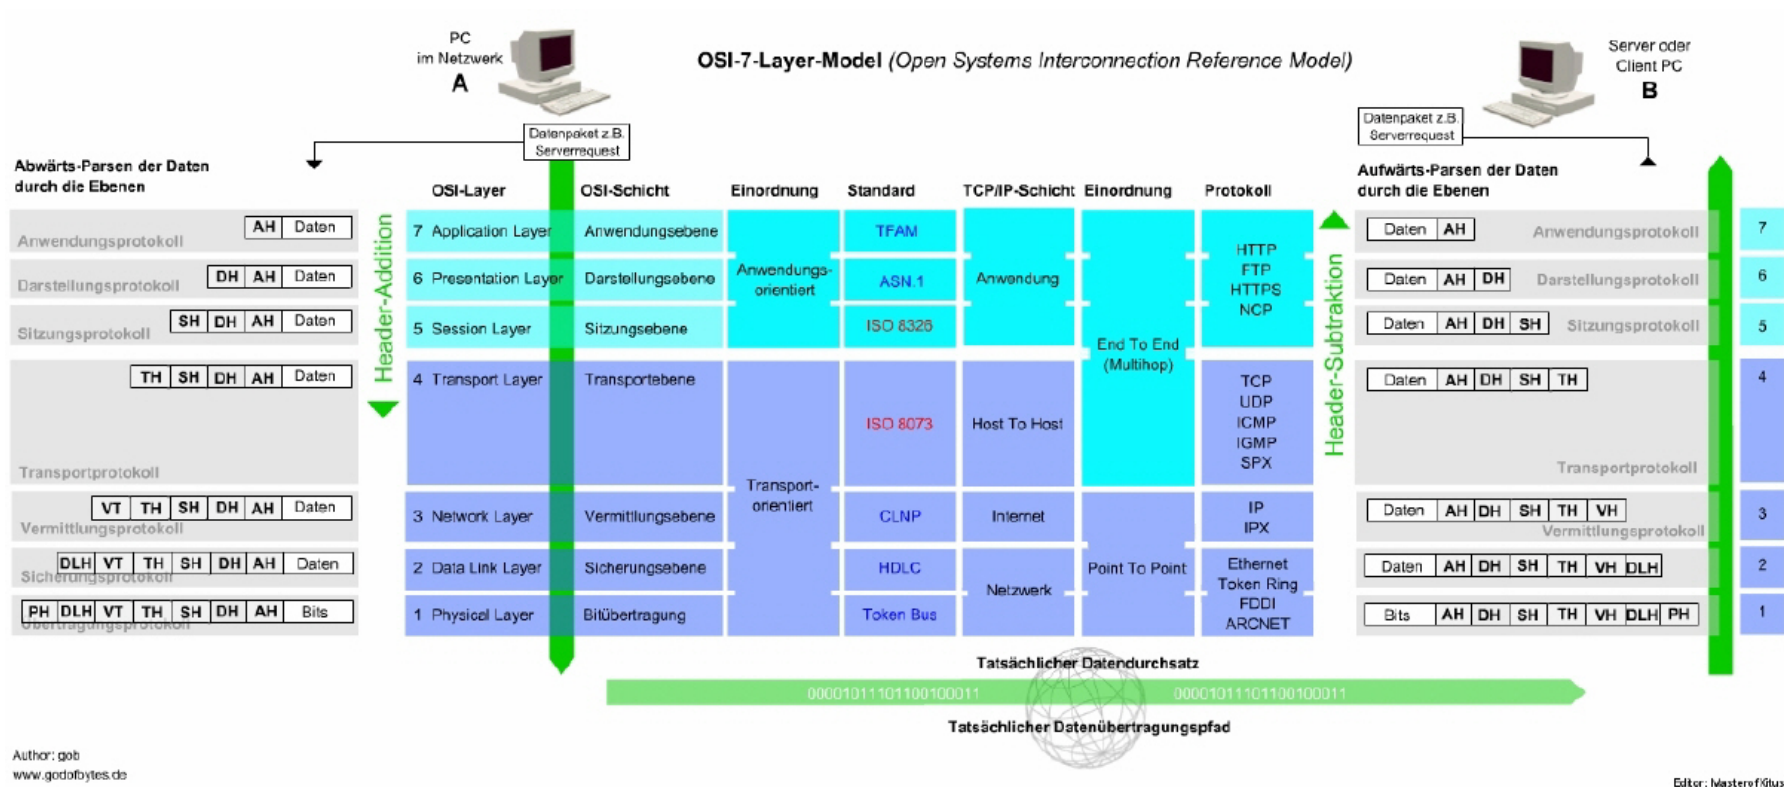 PC
im Netzwerk
A
OSI-7-Layer-Model (Open Systems Interconnection Reference Model)
Server oder
Client PC
B
Datenpaket z.B.
Serverrequest
Datenpaket z.B.
Serverrequest
Abwärts-Parsen der Daten
durch die Ebenen
Aufwärts-Parsen der Daten
durch die Ebenen
OSI-Layer OSI-Schicht Einordnung Standard TCP/IP-Schicht Einordnung Protokoll
AH Daten
Anwendungsprotokoll
DH AH Daten
Darstellungsprotokoll
SH DH AH Daten
Sitzungsprotokoll
TH SH DH AH Daten
Transportprotokoll
VT TH SH DH AH Daten
Vermittlungsprotokoll
DLH VT TH SH DH AH Daten
Sicherungsprotokoll
PH DLH VT TH SH DH AH Bits
Übertragungsprotokoll
Header-Addition
7 Application Layer Anwendungsebene
6 Presentation Layer Darstellungsebene
5 Session Layer Sitzungsebene
4 Transport Layer Transportebene
3 Network Layer Vermittlungsebene
2 Data Link Layer Sicherungsebene
1 Physical Layer Bitübertragung
Anwendungs-
orientiert
Transport-
orientiert
TFAM
ASN.1
ISO 8326
ISO 8073
CLNP
HDLC
Token Bus
Anwendung
Host To Host
Internet
Netzwerk
End To End
(Multihop)
Point To Point
HTTP
FTP
HTTPS
NCP
TCP
UDP
ICMP
IGMP
SPX
IP
IPX
Ethernet
Token Ring
FDDI
ARCNET
Header-Subtraktion
Daten AH
Anwendungsprotokoll
7
Daten AH DH
Darstellungsprotokoll
6
Daten AH DH SH
Sitzungsprotokoll
5
Daten AH DH SH TH
4
Transportprotokoll
Daten AH DH SH TH VH
Vermittlungsprotokoll
3
Daten AH DH SH TH VH DLH
2
Bits AH DH SH TH VH DLH PH
1
Tatsächlicher Datendurchsatz
00001011101100100011 00001011101100100011
Tatsächlicher Datenübertragungspfad
Author: gob
www.godofbytes.de
Editor: MasterofKitus